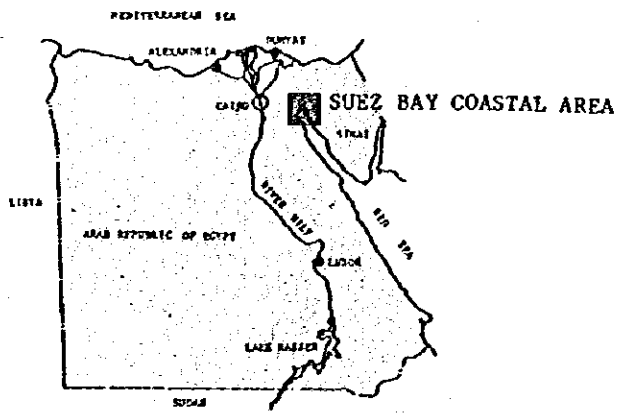 MEDITERRANEAN SEA
ALEXANDRIA
DUMYAT
CAIRO
SUEZ BAY COASTAL AREA
SINAI
LIBYA
RIVER NILE
RED SEA
ARAB REPUBLIC OF EGYPT
LUXOR
LAKE NASSER
SUDAN